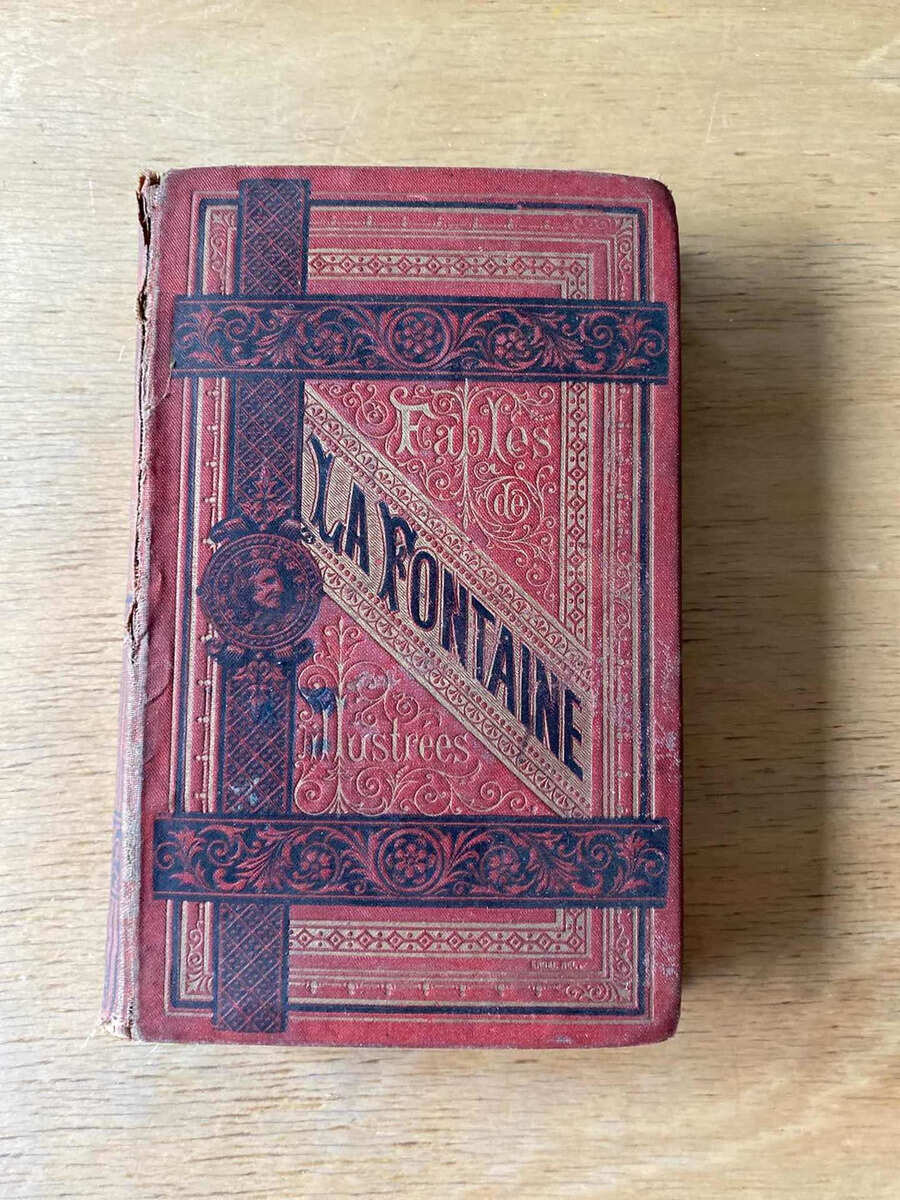 Fables
de
LA FONTAINE
illustrées